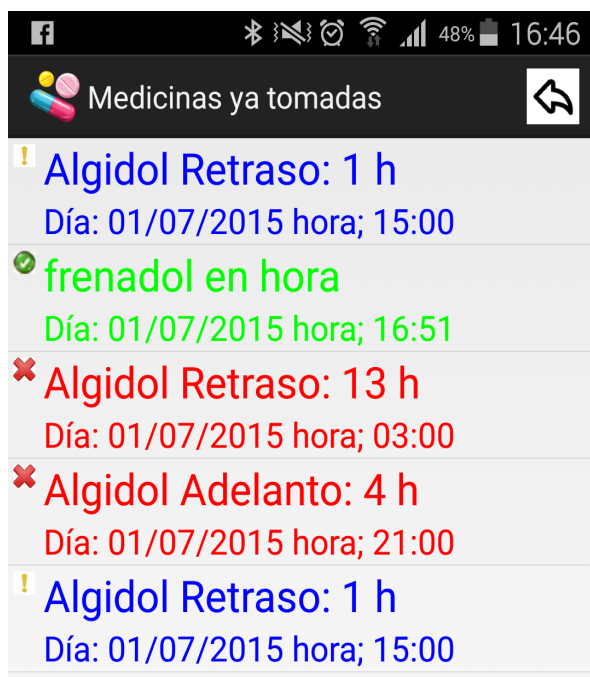 48% 16:46
Medicinas ya tomadas
Algidol Retraso: 1 h
Día: 01/07/2015 hora; 15:00
frenadol en hora
Día: 01/07/2015 hora; 16:51
Algidol Retraso: 13 h
Día: 01/07/2015 hora; 03:00
Algidol Adelanto: 4 h
Día: 01/07/2015 hora; 21:00
Algidol Retraso: 1 h
Día: 01/07/2015 hora; 15:00